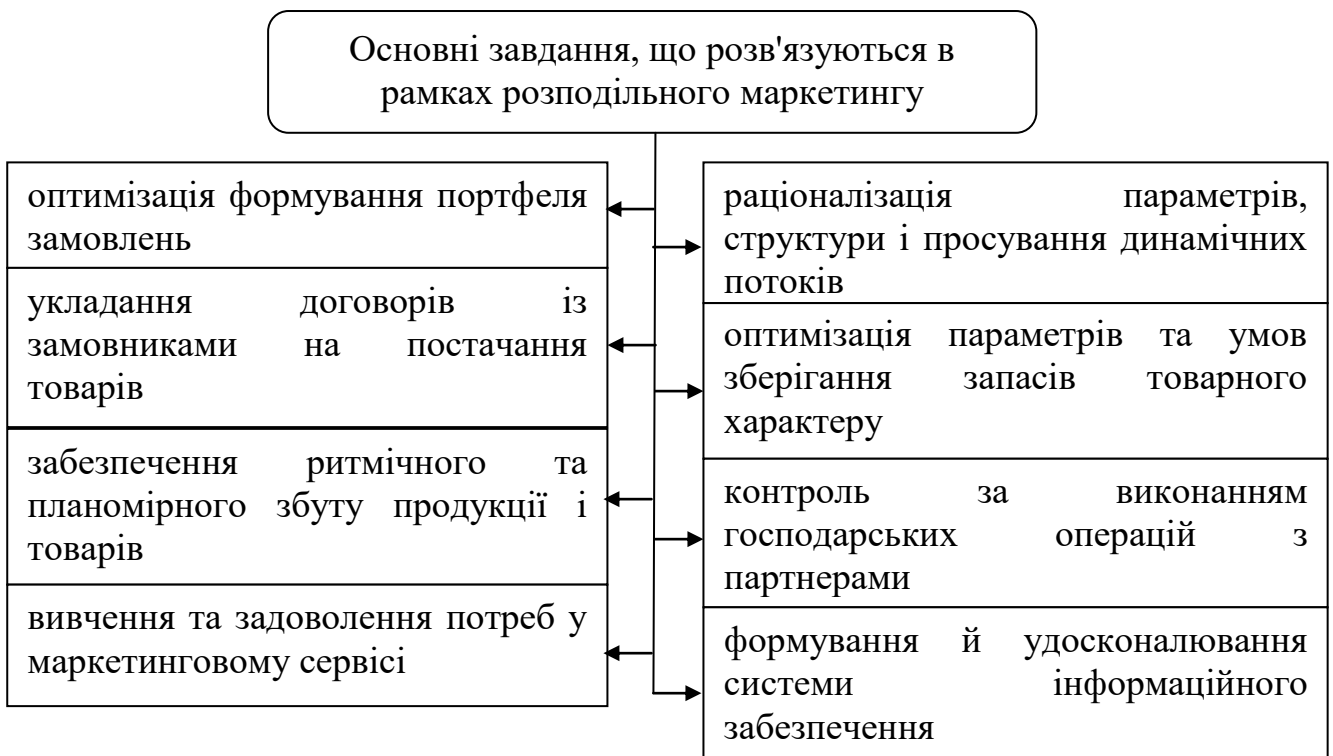 Основні завдання, що розв'язуються в
рамках розподільного маркетингу
оптимізація формування портфеля
замовлень
укладання договорів із
замовниками на постачання
товарів
забезпечення ритмічного та
планомірного збуту продукції і
товарів
вивчення та задоволення потреб у
маркетинговому сервісі
раціоналізація параметрів,
структури і просування динамічних
потоків
оптимізація параметрів та умов
зберігання запасів товарного
характеру
контроль за виконанням
господарських операцій з
партнерами
формування й удосконалювання
системи інформаційного
забезпечення